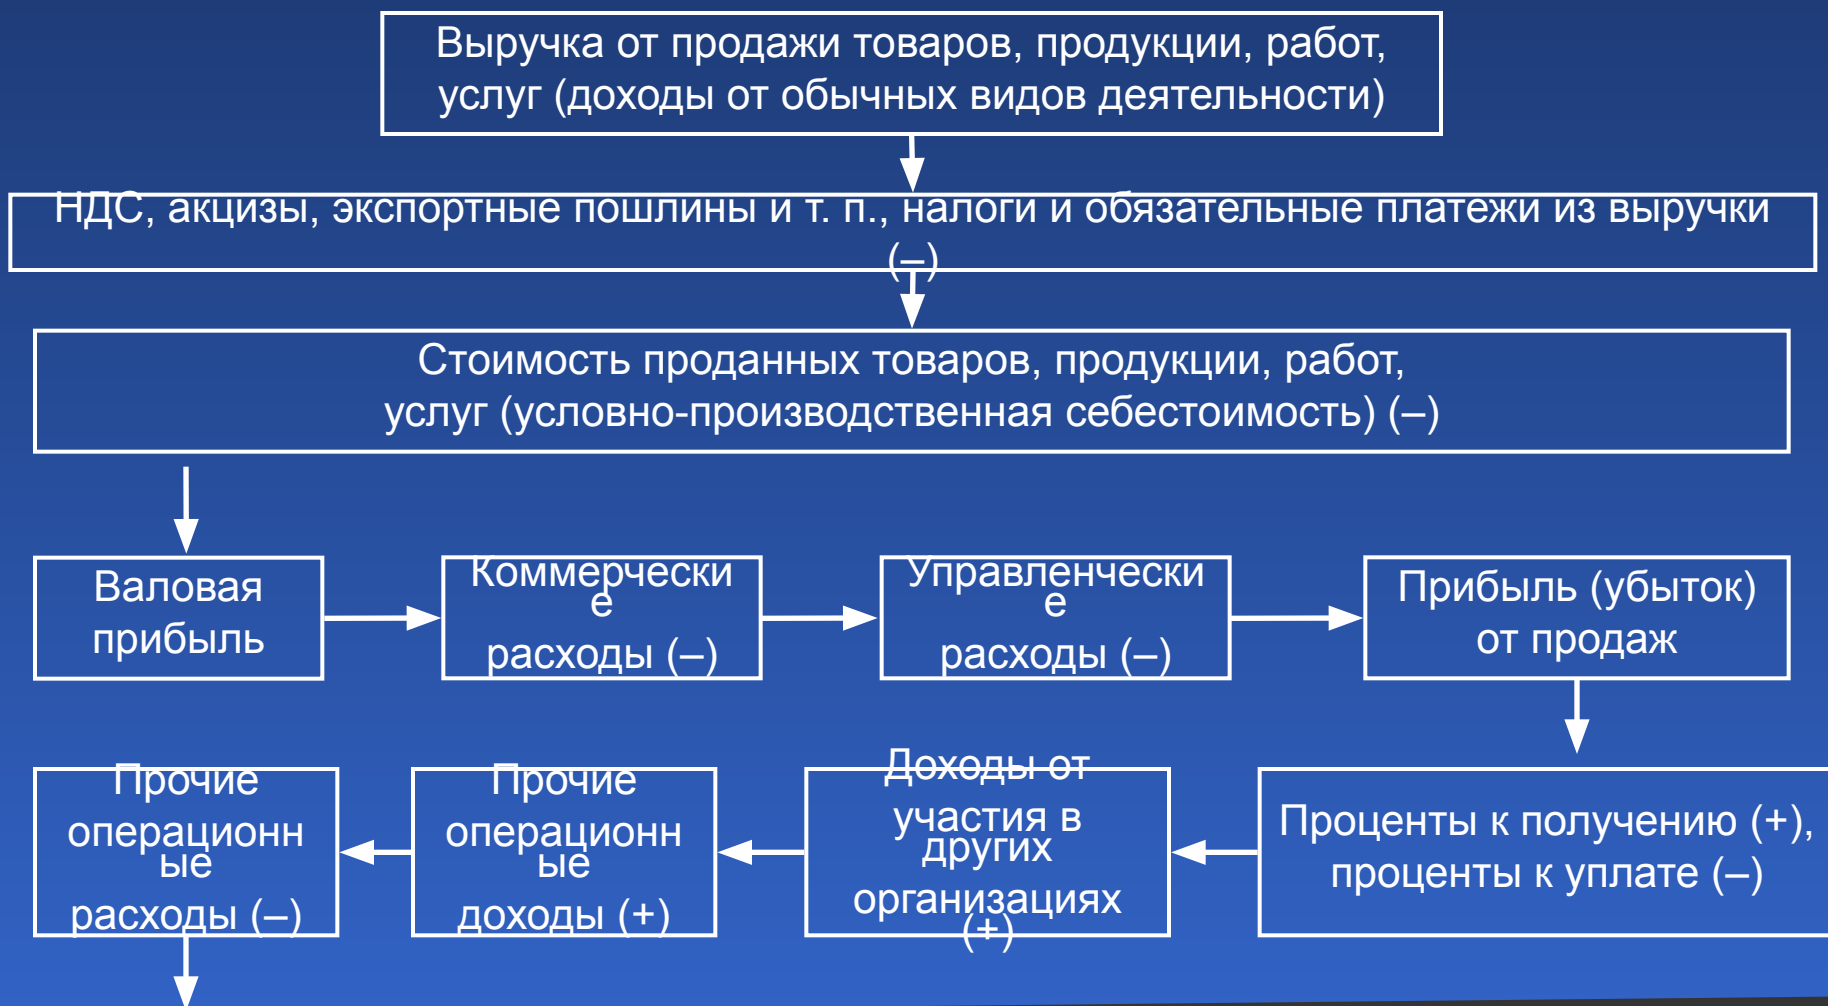 Выручка от продажи товаров, продукции, работ,
услуг (доходы от обычных видов деятельности)
НДС, акцизы, экспортные пошлины и т. п., налоги и обязательные платежи из выручки
(–)
Стоимость проданных товаров, продукции, работ,
услуг (условно-производственная себестоимость) (–)
Валовая
прибыль
Коммерчески
е
расходы (–)
Управленчески
е
расходы (–)
Прибыль (убыток)
от продаж
Прочие
операционн
ые
расходы (–)
Прочие
операционн
ые
доходы (+)
Доходы от
участия в
других
организациях
(+)
Проценты к получению (+),
проценты к уплате (–)